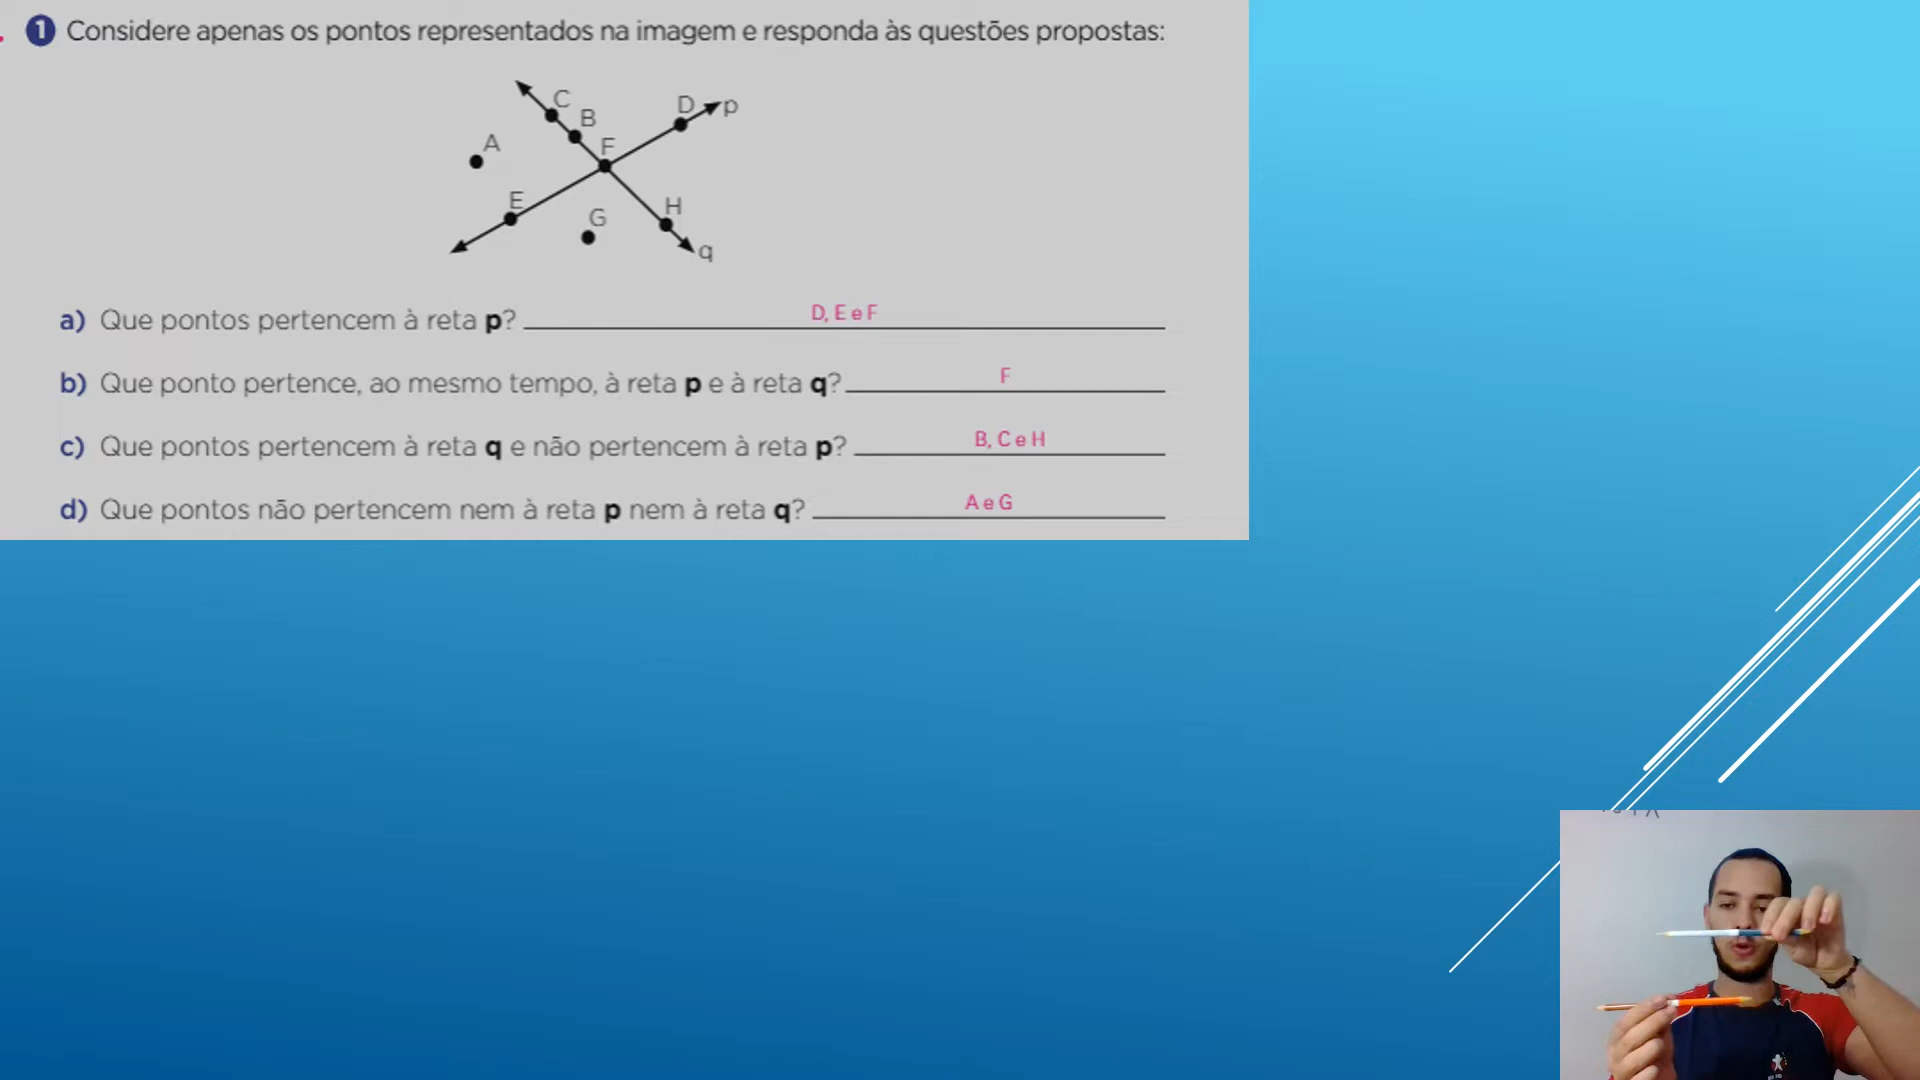 1 Considere apenas os pontos representados na imagem e responda às questões propostas:
C
B
D
p
A
F
E
G
H
q
a) Que pontos pertencem à reta p? D, E e F
b) Que ponto pertence, ao mesmo tempo, à reta p e à reta q? F
c) Que pontos pertencem à reta q e não pertencem à reta p? B, C e H
d) Que pontos não pertencem nem à reta p nem à reta q? A e G